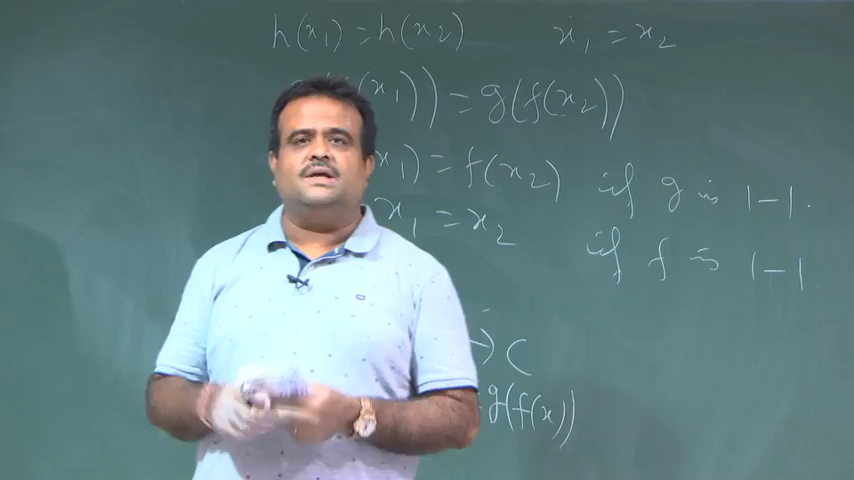 h(x₁) = h(x₂) x₁ = x₂
(x₁)) = g(f(x₂))
x₁) = f(x₂) if g is 1-1.
x₁ = x₂ if f is 1-1.
→ C
g(f(x))